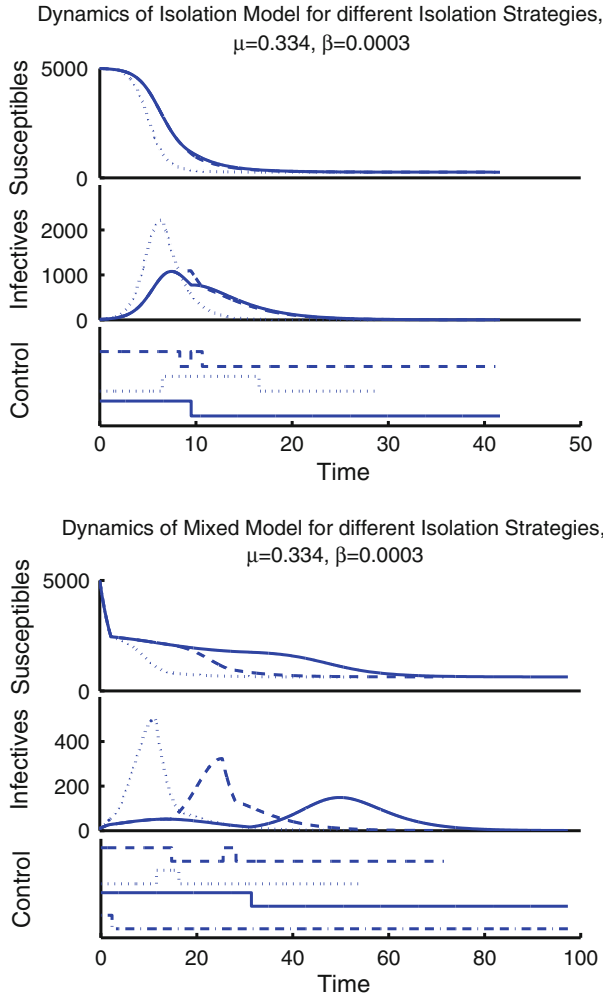 Dynamics of Isolation Model for different Isolation Strategies,
μ=0.334, β=0.0003
Susceptibles
5000
0
Infectives
2000
1000
0
Control
0 10 20 30 40 50
Time
Dynamics of Mixed Model for different Isolation Strategies,
μ=0.334, β=0.0003
Susceptibles
5000
0
Infectives
400
200
0
Control
0 20 40 60 80 100
Time